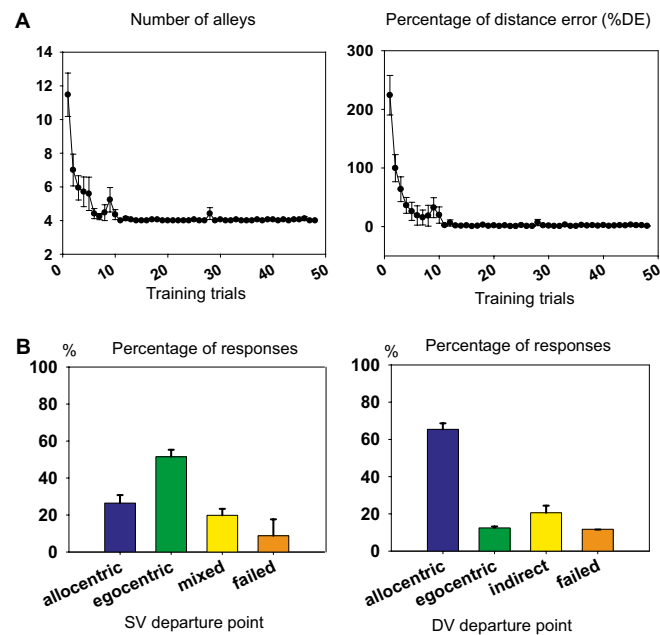 A
Number of alleys
14
12
10
8
6
4
2
0
10
20
30
40
50
Training trials
Percentage of distance error (%DE)
300
200
100
0
0
10
20
30
40
50
Training trials
B
% Percentage of responses
100
80
60
40
20
0
allocentric
egocentric
mixed
failed
SV departure point
% Percentage of responses
100
80
60
40
20
0
allocentric
egocentric
indirect
failed
DV departure point